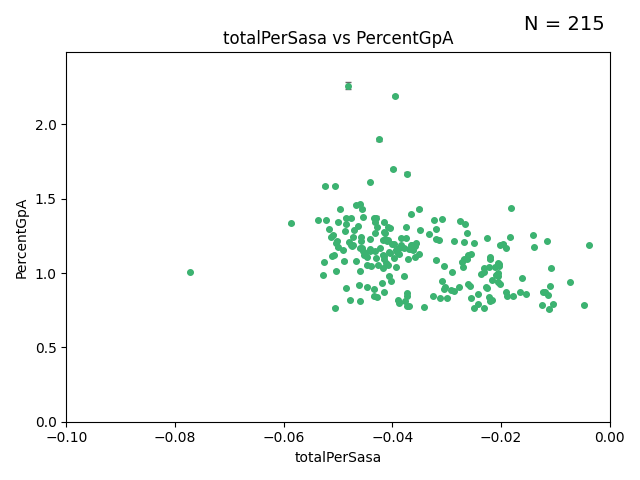 N = 215
totalPerSasa vs PercentGpA
PercentGpA
2.0
1.5
1.0
0.5
0.0
−0.10 −0.08 −0.06 −0.04 −0.02 0.00
totalPerSasa